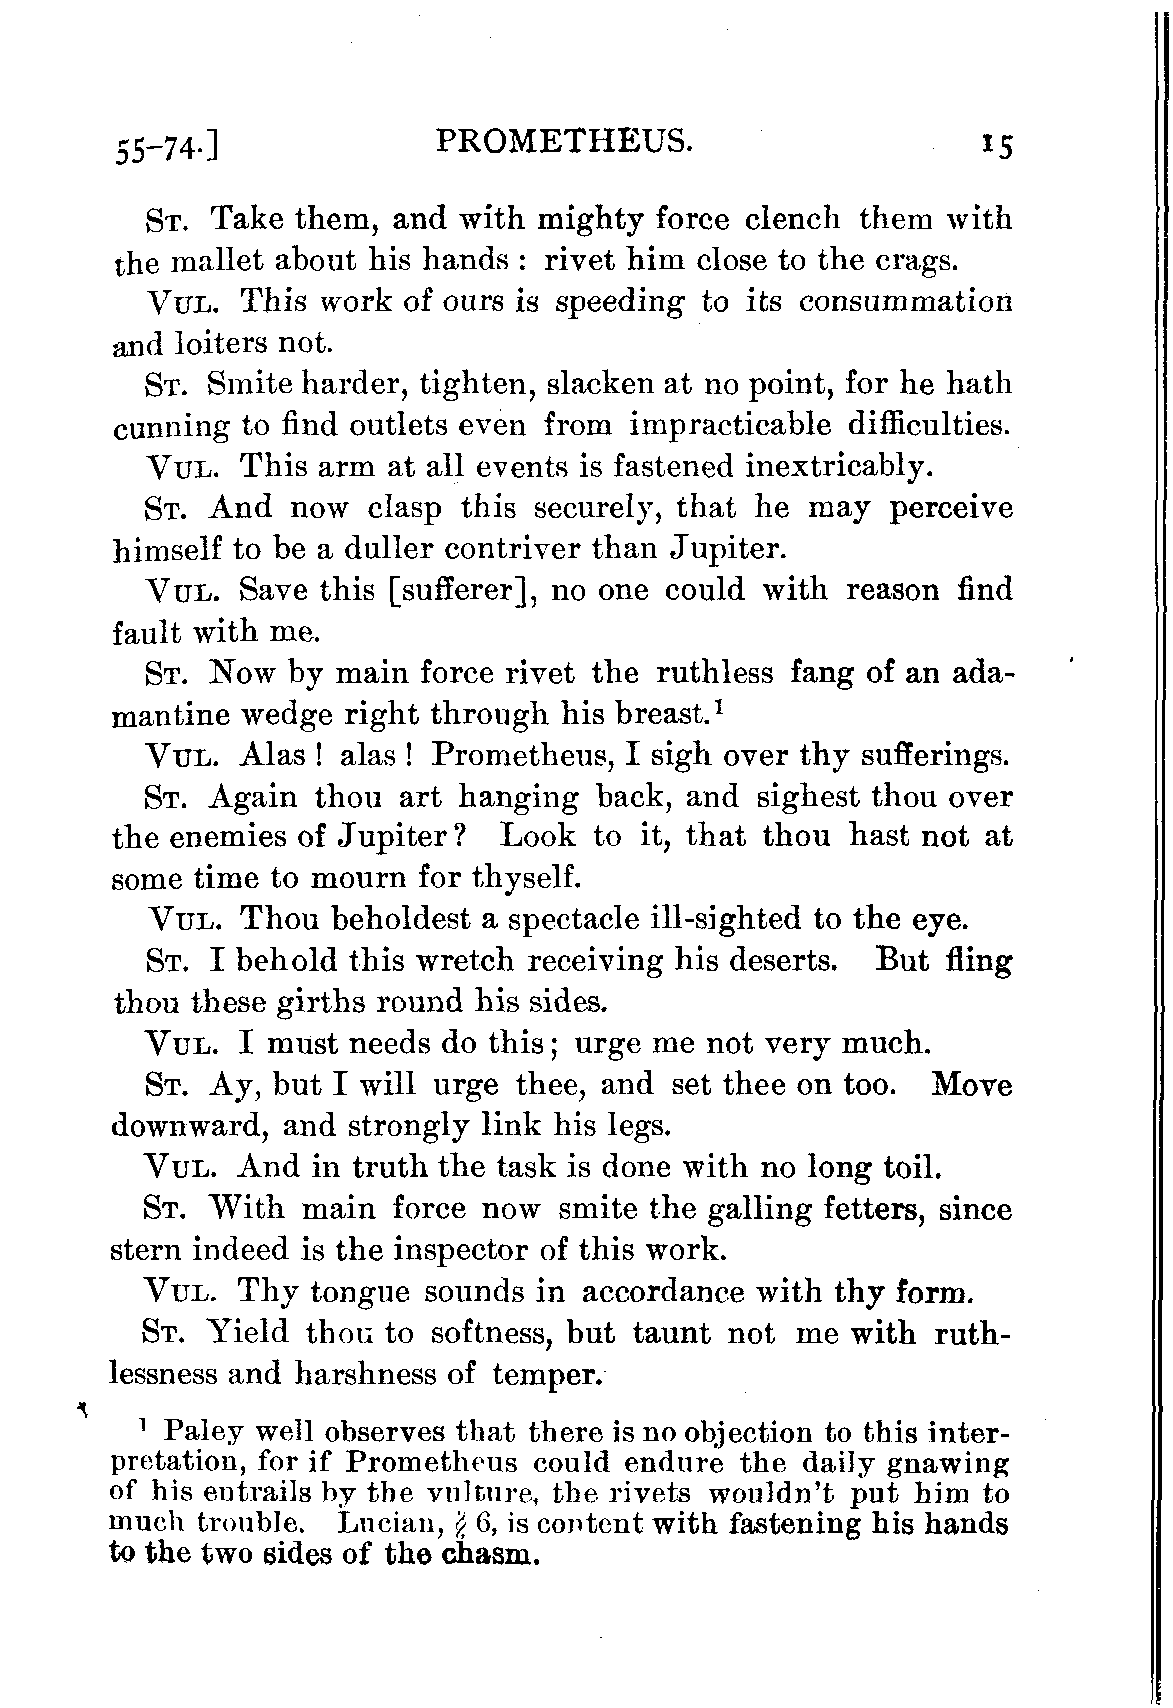 55–74.] PROMETHEUS. 15
ST. Take them, and with mighty force clench them with
the mallet about his hands : rivet him close to the crags.
VUL. This work of ours is speeding to its consummation
and loiters not.
ST. Smite harder, tighten, slacken at no point, for he hath
cunning to find outlets even from impracticable difficulties.
VUL. This arm at all events is fastened inextricably.
ST. And now clasp this securely, that he may perceive
himself to be a duller contriver than Jupiter.
VUL. Save this [sufferer], no one could with reason find
fault with me.
ST. Now by main force rivet the ruthless fang of an ada-
mantine wedge right through his breast.¹
VUL. Alas ! alas ! Prometheus, I sigh over thy sufferings.
ST. Again thou art hanging back, and sighest thou over
the enemies of Jupiter? Look to it, that thou hast not at
some time to mourn for thyself.
VUL. Thou beholdest a spectacle ill-sighted to the eye.
ST. I behold this wretch receiving his deserts. But fling
thou these girths round his sides.
VUL. I must needs do this; urge me not very much.
ST. Ay, but I will urge thee, and set thee on too. Move
downward, and strongly link his legs.
VUL. And in truth the task is done with no long toil.
ST. With main force now smite the galling fetters, since
stern indeed is the inspector of this work.
VUL. Thy tongue sounds in accordance with thy form.
ST. Yield thou to softness, but taunt not me with ruth-
lessness and harshness of temper.
¹ Paley well observes that there is no objection to this inter-
pretation, for if Prometheus could endure the daily gnawing
of his entrails by the vulture, the rivets wouldn't put him to
much trouble. Lucian, § 6, is content with fastening his hands
to the two sides of the chasm.